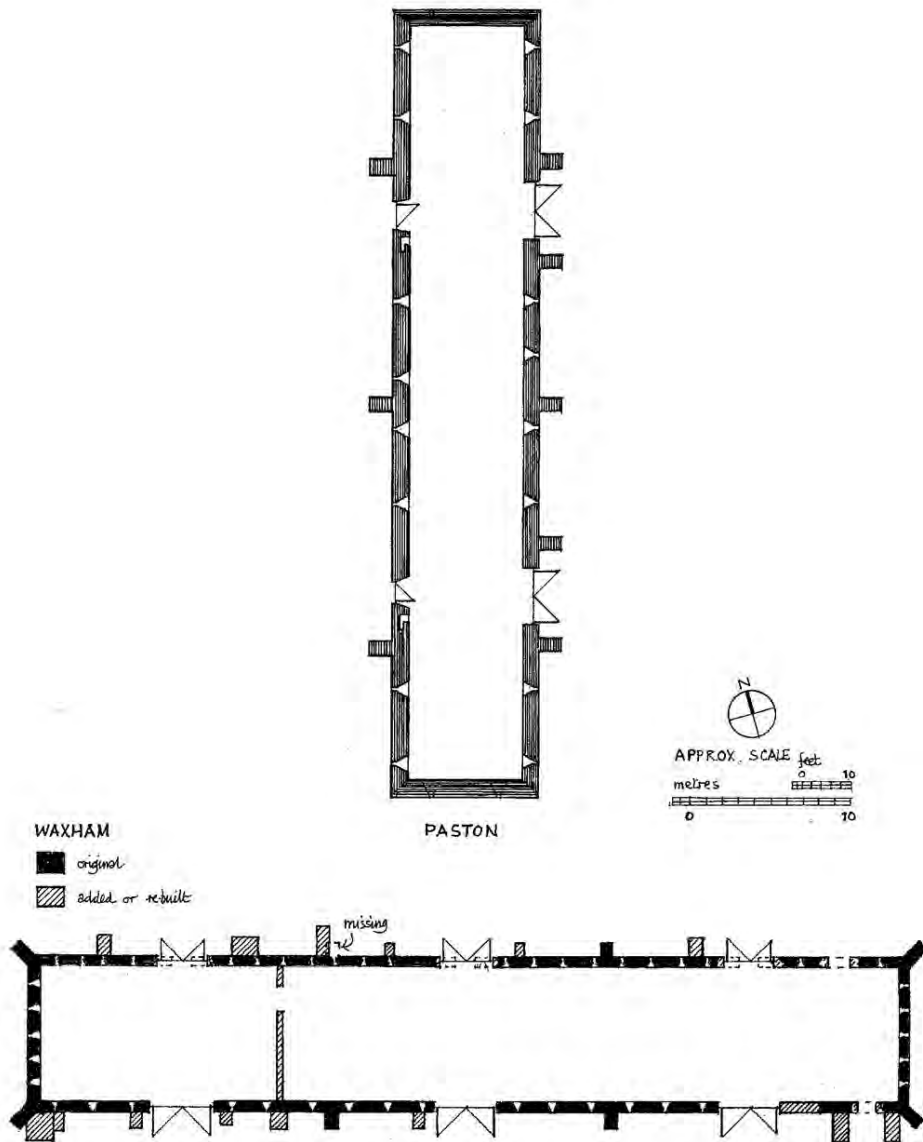 N
APPROX. SCALE feet
0 10
metres
0 10
PASTON
WAXHAM
original
added or rebuilt
missing